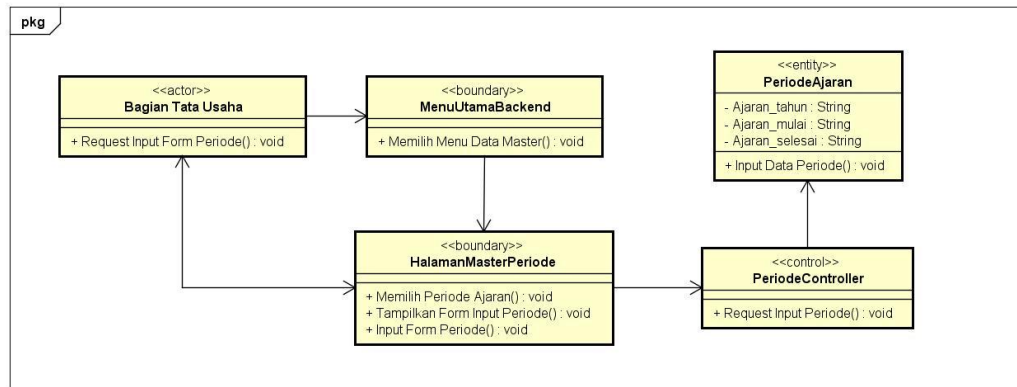 pkg
<<actor>>
Bagian Tata Usaha
+ Request Input Form Periode() : void
<<boundary>>
MenuUtamaBackend
+ Memilih Menu Data Master() : void
<<entity>>
PeriodeAjaran
- Ajaran_tahun : String
- Ajaran_mulai : String
- Ajaran_selesai : String
+ Input Data Periode() : void
<<boundary>>
HalamanMasterPeriode
+ Memilih Periode Ajaran() : void
+ Tampilkan Form Input Periode() : void
+ Input Form Periode() : void
<<control>>
PeriodeController
+ Request Input Periode() : void